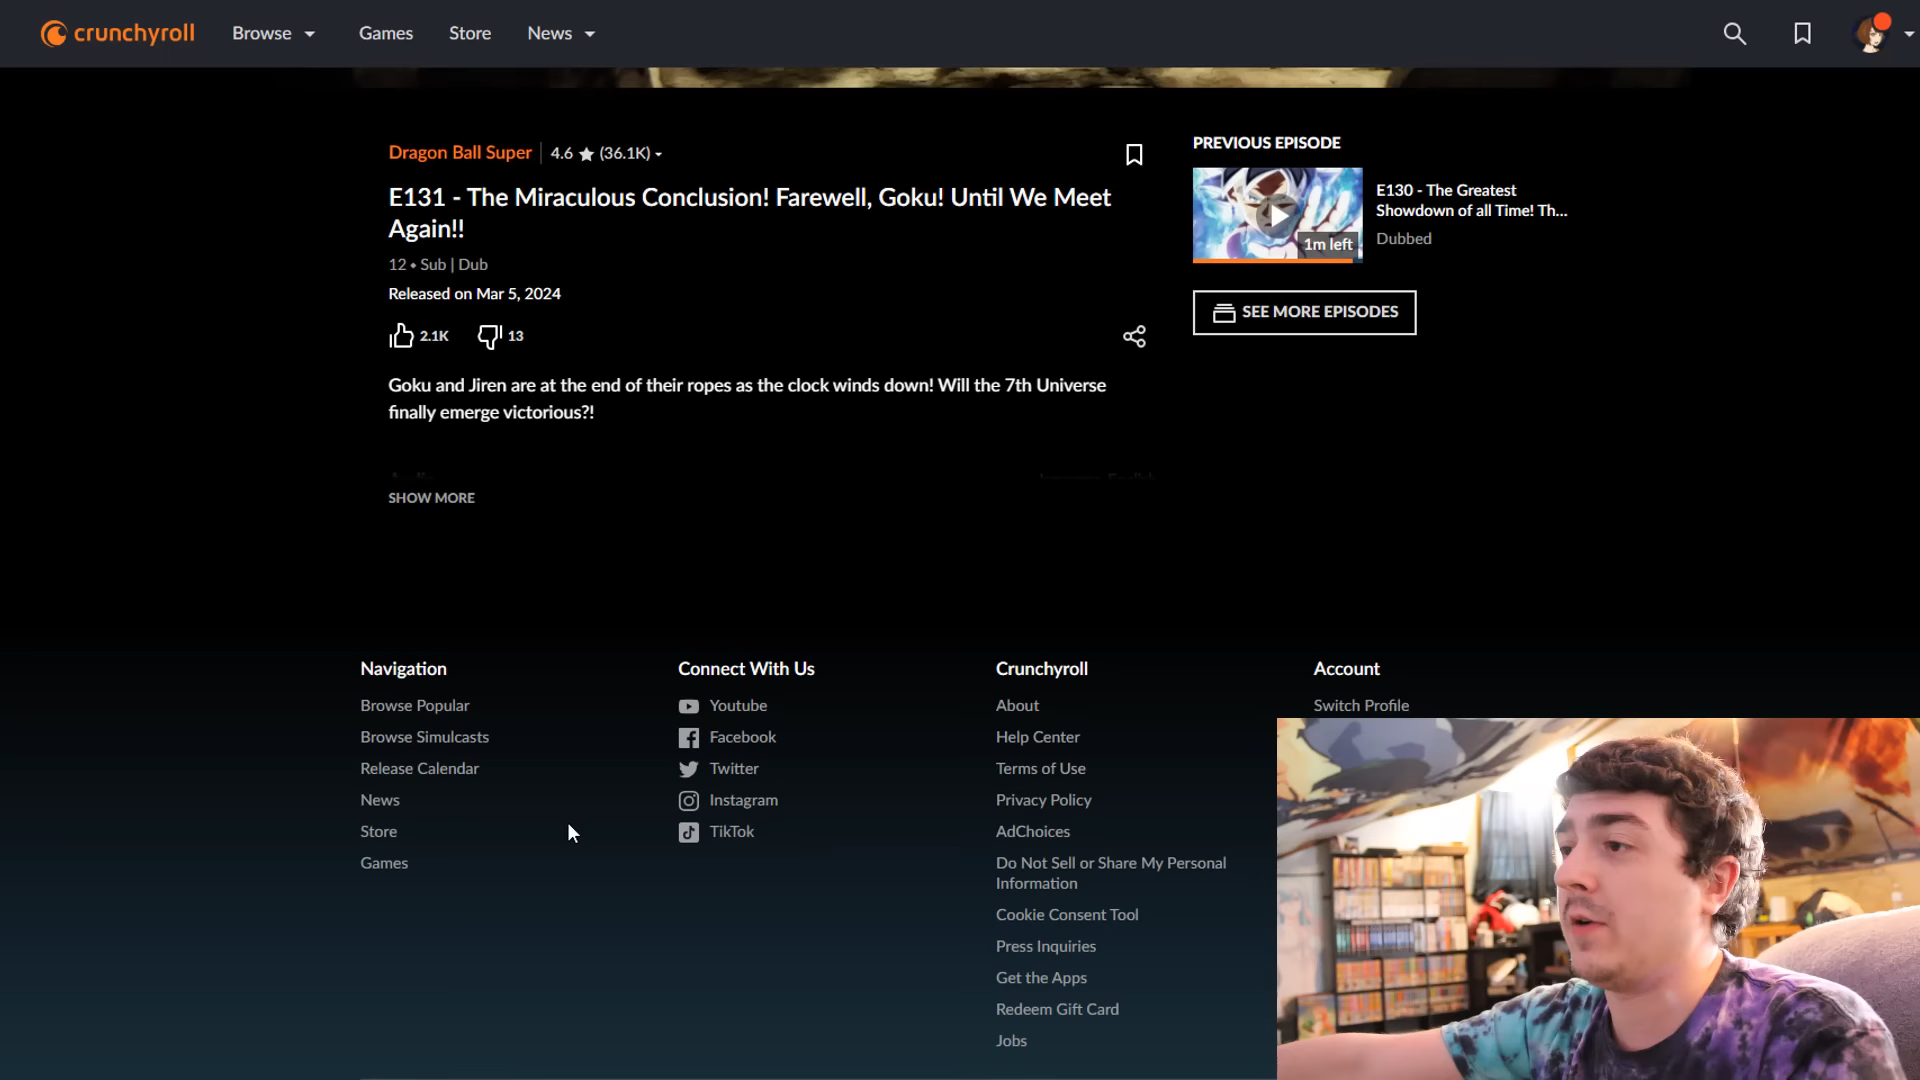 crunchyroll
Browse
Games
Store
News
Dragon Ball Super
4.6 ★ (36.1K)
E131 - The Miraculous Conclusion! Farewell, Goku! Until We Meet
Again!!
12 • Sub | Dub
Released on Mar 5, 2024
2.1K
13
Goku and Jiren are at the end of their ropes as the clock winds down! Will the 7th Universe
finally emerge victorious?!
SHOW MORE
PREVIOUS EPISODE
1m left
E130 - The Greatest
Showdown of all Time! Th...
Dubbed
SEE MORE EPISODES
Navigation
Browse Popular
Browse Simulcasts
Release Calendar
News
Store
Games
Connect With Us
Youtube
Facebook
Twitter
Instagram
TikTok
Crunchyroll
About
Help Center
Terms of Use
Privacy Policy
AdChoices
Do Not Sell or Share My Personal
Information
Cookie Consent Tool
Press Inquiries
Get the Apps
Redeem Gift Card
Jobs
Account
Switch Profile